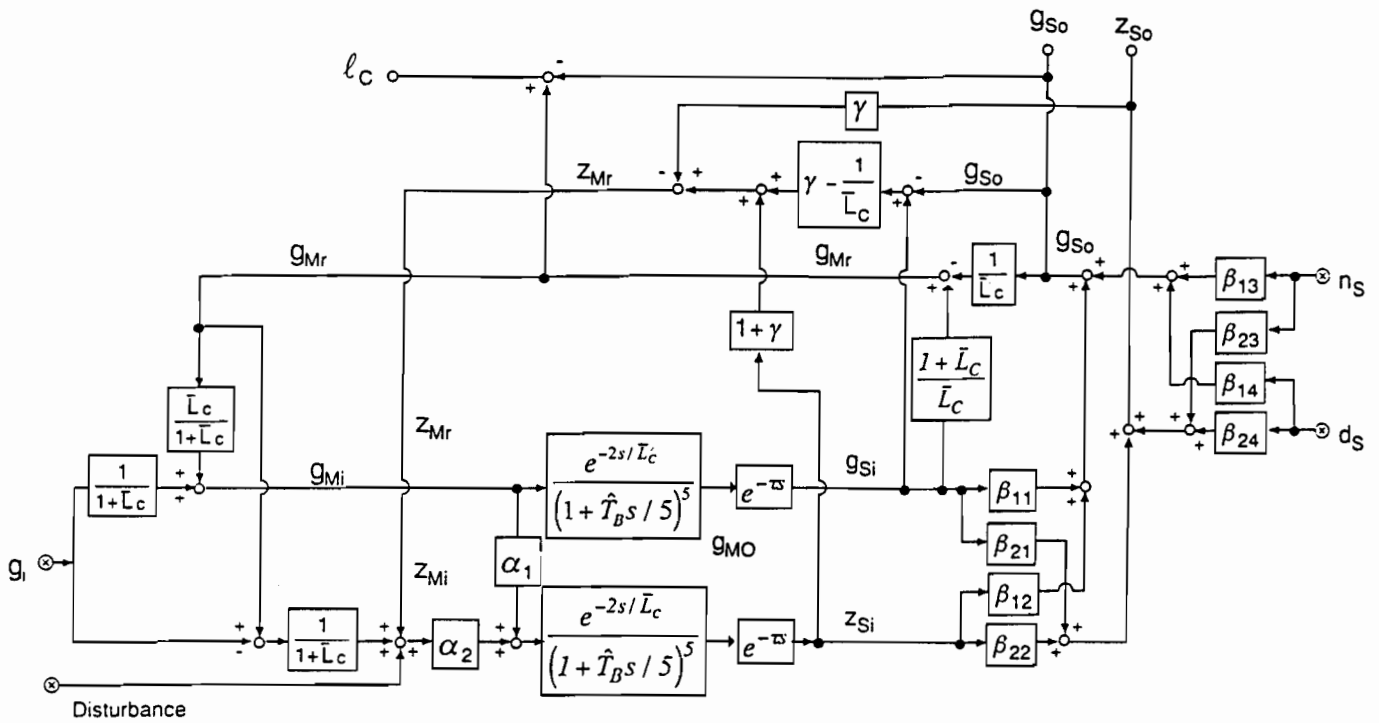 g_So z_So
ℓ_C - +
γ
z_Mr - + + + γ - 1/L̄_C - + g_So
g_Mr g_Mr - + 1/L̄_C g_So + + + + β_13 n_S
1 + γ β_23
(1 + L̄_C)/L̄_C β_14
L̄_C/(1+L̄_C) z_Mr + + + + + β_24 d_S
1/(1+L̄_C) + + g_Mi e^{-2s/L̄_C}/(1 + T̂_B s / 5)^5 e^{-τs} g_Si β_11 + +
g_MO
g_I z_Mi α_1 β_21
β_12
+ - 1/(1+L̄_C) + + + α_2 + + e^{-2s/L̄_C}/(1 + T̂_B s / 5)^5 e^{-τs} z_Si β_22 + +
Disturbance